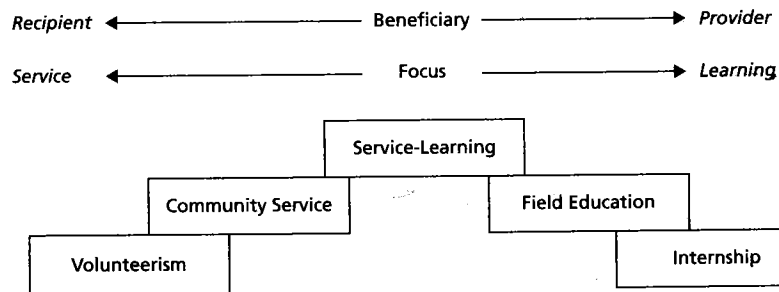 Recipient Beneficiary Provider
Service Focus Learning
Service-Learning
Community Service Field Education
Volunteerism Internship